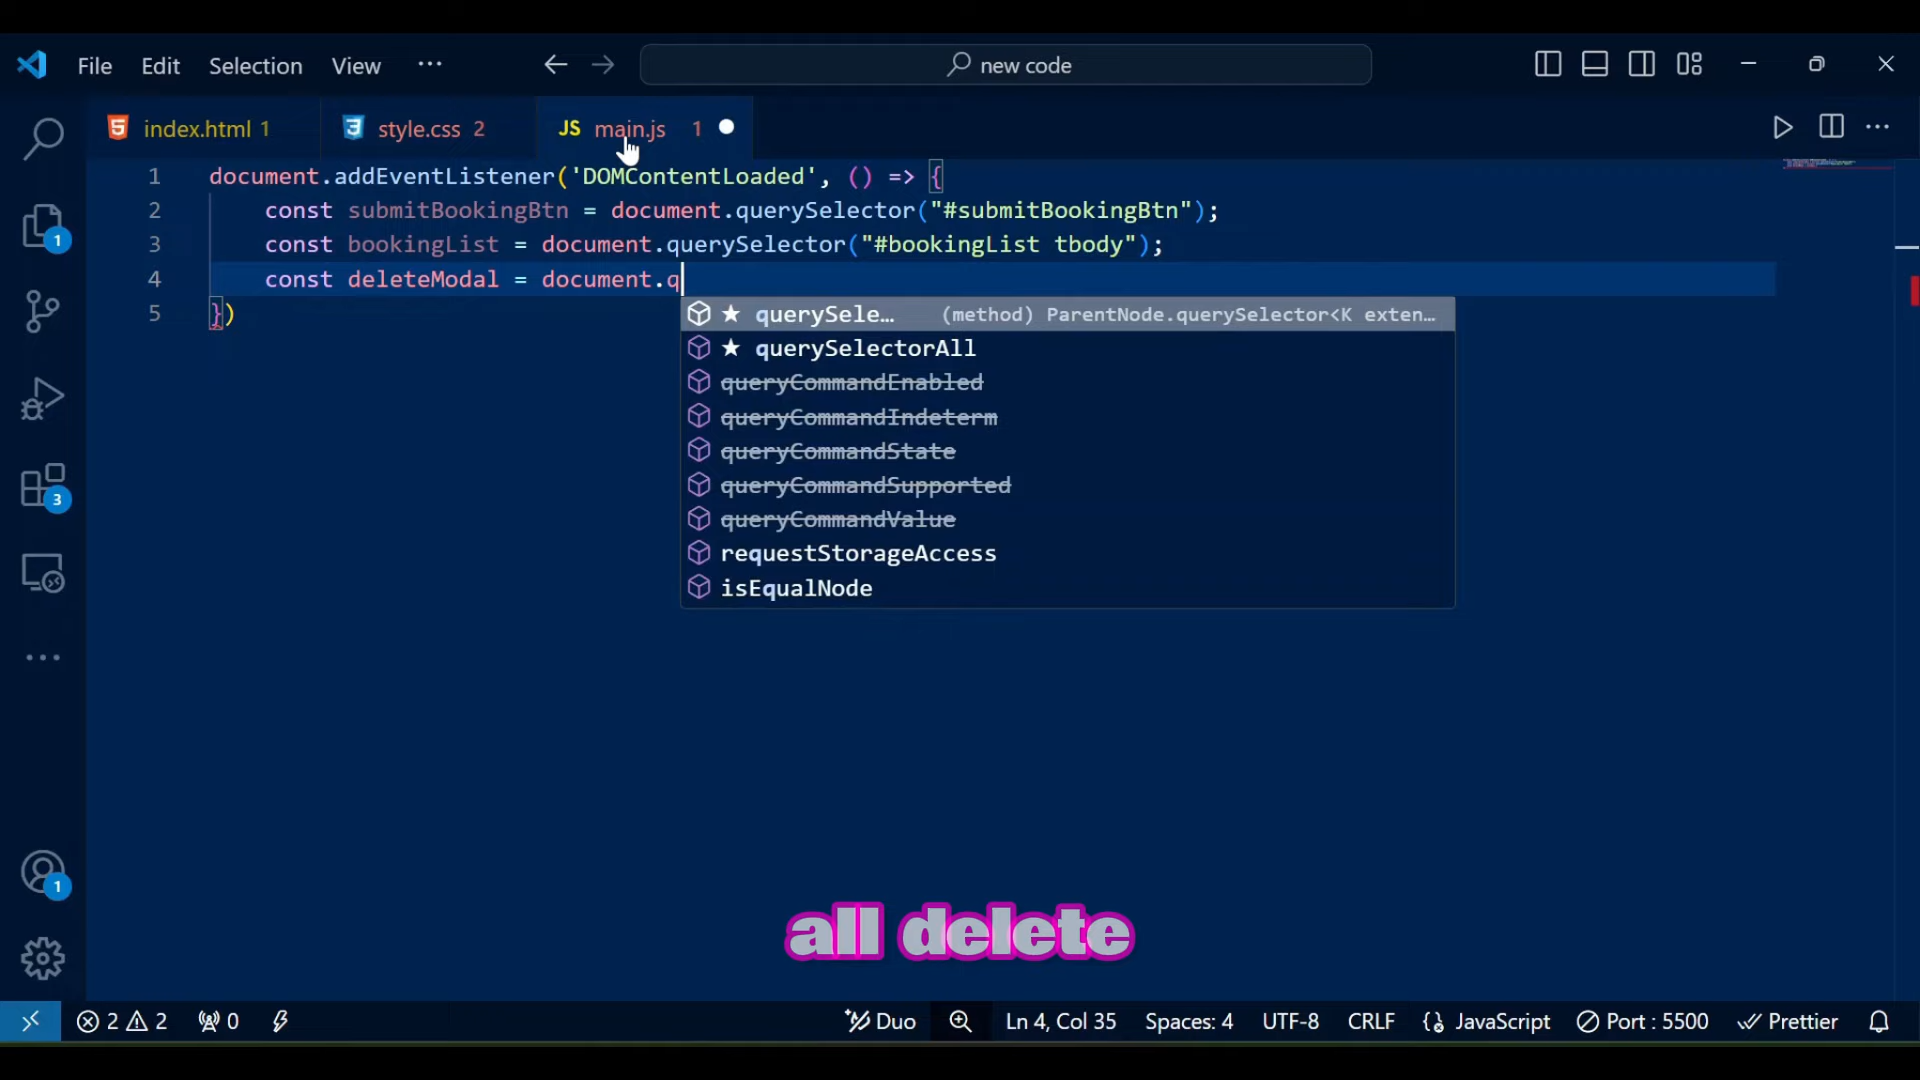 File Edit Selection View ··· new code
index.html 1 style.css 2 JS main.js 1
1 document.addEventListener('DOMContentLoaded', () => {
2 const submitBookingBtn = document.querySelector("#submitBookingBtn");
3 const bookingList = document.querySelector("#bookingList tbody");
4 const deleteModal = document.q
5 })
querySele… (method) ParentNode.querySelector<K exten…
querySelectorAll
queryCommandEnabled
queryCommandIndeterm
queryCommandState
queryCommandSupported
queryCommandValue
requestStorageAccess
isEqualNode
1
3
1
all delete
2 2 0 Duo Ln 4, Col 35 Spaces: 4 UTF-8 CRLF {} JavaScript Port : 5500 Prettier